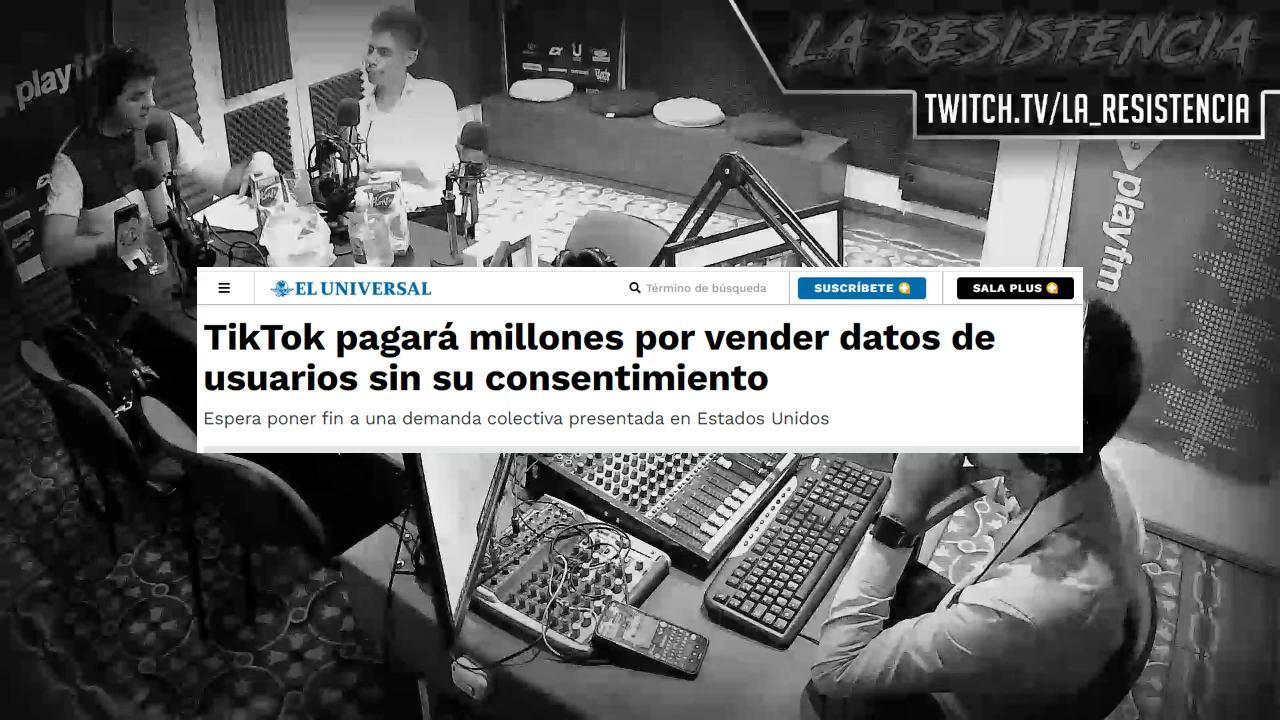 LA RESISTENCIA
TWITCH.TV/LA_RESISTENCIA
playfm
playfm
EL UNIVERSAL
Término de búsqueda
SUSCRÍBETE
SALA PLUS
TikTok pagará millones por vender datos de
usuarios sin su consentimiento
Espera poner fin a una demanda colectiva presentada en Estados Unidos